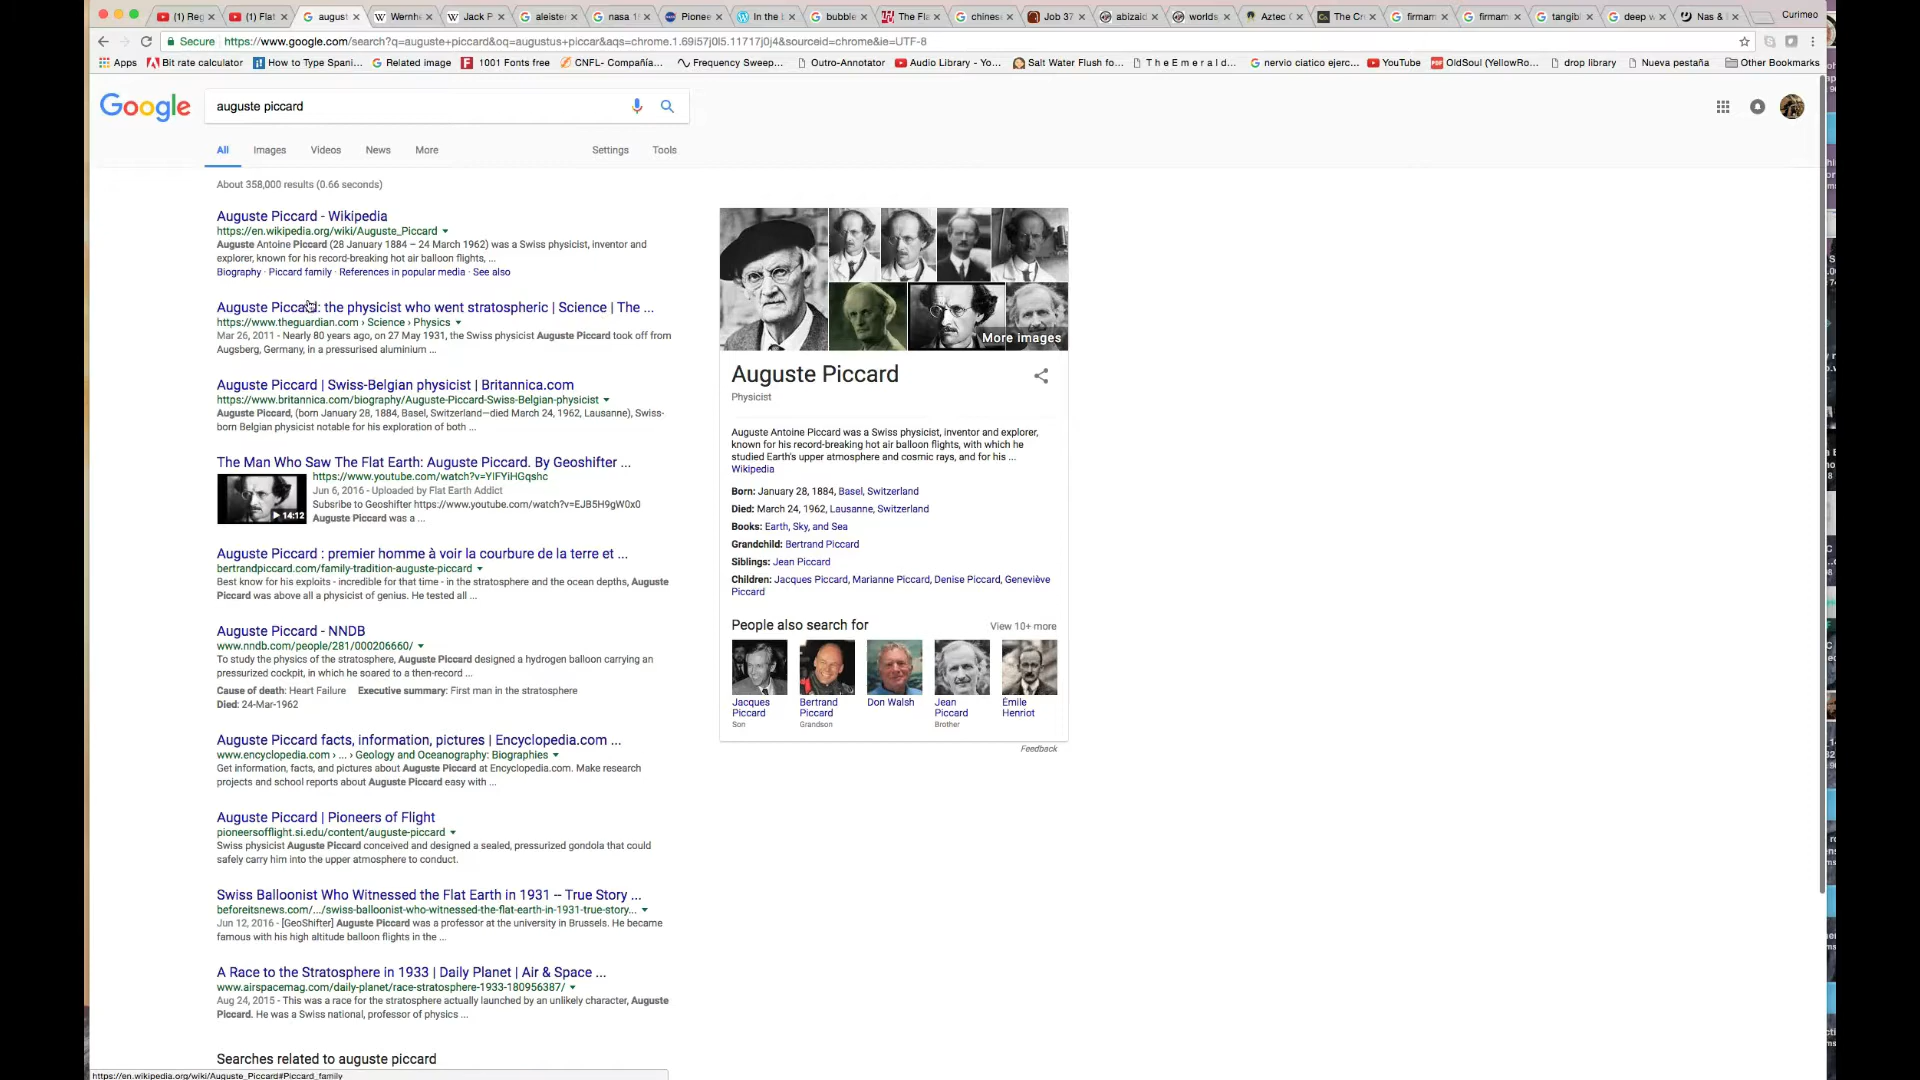 (1) Reg
(1) Flat
august
Wernhe
Jack P
aleister
nasa 1
Pionee
In the b
bubble
The Fla
chines
Job 37
abizaid
worlds
Aztec C
The Cr
firmam
firmam
tangibl
deep w
Nas &
Curimeo
Secure
https://www.google.com/search?q=auguste+piccard&oq=augustus+piccar&aqs=chrome.1.69i57j0l5.11717j0j4&sourceid=chrome&ie=UTF-8
Apps
Bit rate calculator
How to Type Spani...
Related image
1001 Fonts free
CNFL- Compañía...
Frequency Sweep...
Outro-Annotator
Audio Library - Yo...
Salt Water Flush fo...
T h e E m e r a l d...
nervio ciatico ejerc...
YouTube
OldSoul (YellowRo...
drop library
Nueva pestaña
Other Bookmarks
Google
auguste piccard
All
Images
Videos
News
More
Settings
Tools
About 358,000 results (0.66 seconds)
Auguste Piccard - Wikipedia
https://en.wikipedia.org/wiki/Auguste_Piccard
Auguste Antoine Piccard (28 January 1884 – 24 March 1962) was a Swiss physicist, inventor and
explorer, known for his record-breaking hot air balloon flights, ...
Biography · Piccard family · References in popular media · See also
Auguste Piccard: the physicist who went stratospheric | Science | The ...
https://www.theguardian.com › Science › Physics
Mar 26, 2011 - Nearly 80 years ago, on 27 May 1931, the Swiss physicist Auguste Piccard took off from
Augsberg, Germany, in a pressurised aluminium ...
Auguste Piccard | Swiss-Belgian physicist | Britannica.com
https://www.britannica.com/biography/Auguste-Piccard-Swiss-Belgian-physicist
Auguste Piccard, (born January 28, 1884, Basel, Switzerland—died March 24, 1962, Lausanne), Swiss-
born Belgian physicist notable for his exploration of both ...
The Man Who Saw The Flat Earth: Auguste Piccard. By Geoshifter ...
https://www.youtube.com/watch?v=YIFYiHGqshc
Jun 6, 2016 - Uploaded by Flat Earth Addict
Subsribe to Geoshifter https://www.youtube.com/watch?v=EJB5H9gW0x0
Auguste Piccard was a ...
14:12
Auguste Piccard : premier homme à voir la courbure de la terre et ...
bertrandpiccard.com/family-tradition-auguste-piccard
Best know for his exploits - incredible for that time - in the stratosphere and the ocean depths, Auguste
Piccard was above all a physicist of genius. He tested all ...
Auguste Piccard - NNDB
www.nndb.com/people/281/000206660/
To study the physics of the stratosphere, Auguste Piccard designed a hydrogen balloon carrying an
pressurized cockpit, in which he soared to a then-record ...
Cause of death: Heart Failure Executive summary: First man in the stratosphere
Died: 24-Mar-1962
Auguste Piccard facts, information, pictures | Encyclopedia.com ...
www.encyclopedia.com › ... › Geology and Oceanography: Biographies
Get information, facts, and pictures about Auguste Piccard at Encyclopedia.com. Make research
projects and school reports about Auguste Piccard easy with ...
Auguste Piccard | Pioneers of Flight
pioneersofflight.si.edu/content/auguste-piccard
Swiss physicist Auguste Piccard conceived and designed a sealed, pressurized gondola that could
safely carry him into the upper atmosphere to conduct.
Swiss Balloonist Who Witnessed the Flat Earth in 1931 -- True Story ...
beforeitsnews.com/.../swiss-balloonist-who-witnessed-the-flat-earth-in-1931-true-story...
Jun 12, 2016 - [GeoShifter] Auguste Piccard was a professor at the university in Brussels. He became
famous with his high altitude balloon flights in the ...
A Race to the Stratosphere in 1933 | Daily Planet | Air & Space ...
www.airspacemag.com/daily-planet/race-stratosphere-1933-180956387/
Aug 24, 2015 - This was a race for the stratosphere actually launched by an unlikely character, Auguste
Piccard. He was a Swiss national, professor of physics ...
Searches related to auguste piccard
https://en.wikipedia.org/wiki/Auguste_Piccard#Piccard_family
More images
Auguste Piccard
Physicist
Auguste Antoine Piccard was a Swiss physicist, inventor and explorer,
known for his record-breaking hot air balloon flights, with which he
studied Earth's upper atmosphere and cosmic rays, and for his ...
Wikipedia
Born: January 28, 1884, Basel, Switzerland
Died: March 24, 1962, Lausanne, Switzerland
Books: Earth, Sky, and Sea
Grandchild: Bertrand Piccard
Siblings: Jean Piccard
Children: Jacques Piccard, Marianne Piccard, Denise Piccard, Geneviève
Piccard
People also search for
View 10+ more
Jacques
Piccard
Son
Bertrand
Piccard
Grandson
Don Walsh
Jean
Piccard
Brother
Émile
Henriot
Feedback